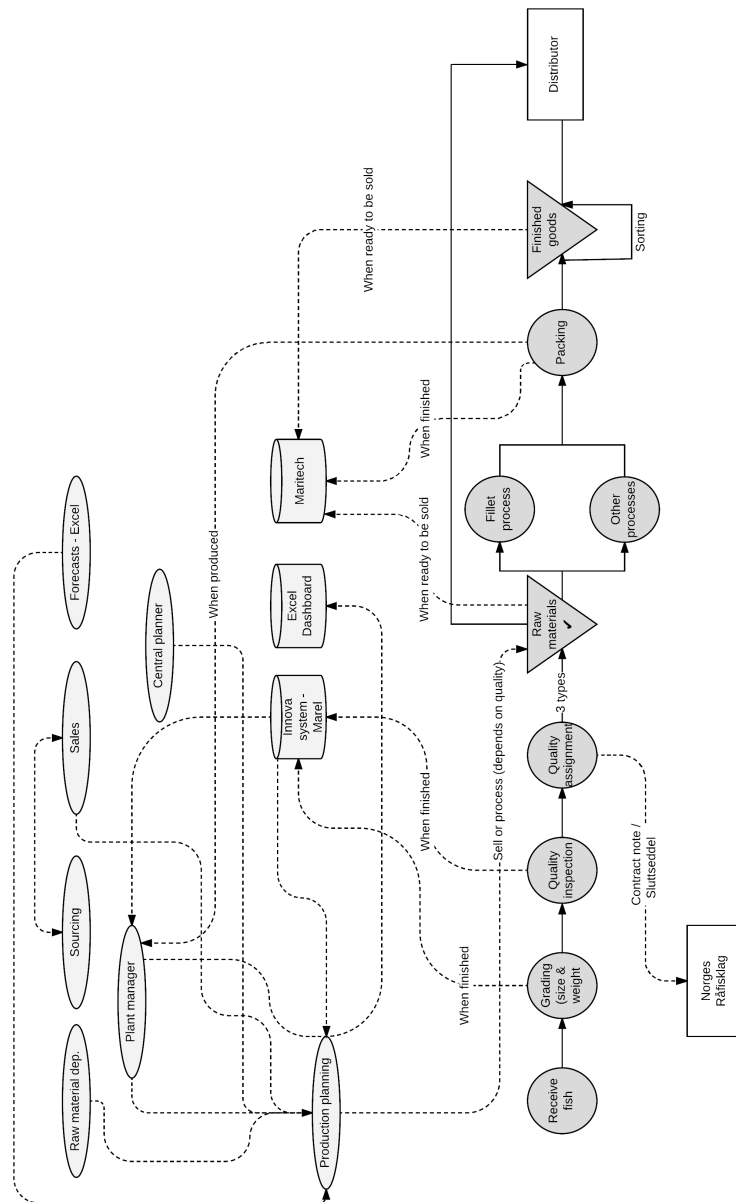 Raw material dep.
Sourcing
Sales
Forecasts - Excel
Plant manager
Central planner
When produced
Production planning
Innova
system -
Marel
Excel
Dashboard
Maritech
When ready to be sold
When finished
When ready to be sold
When finished
When finished
Sell or process (depends on quality)
Fillet
process
Receive
fish
Grading
(size &
weight
Quality
inspection
Quality
assignment
3 types
Raw
materials
✓
Packing
Finished
goods
Distributor
Other
processes
Sorting
Contract note /
Sluttseddel
Norges
Råfisklag